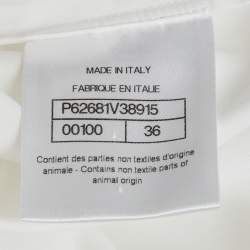 MADE IN ITALY
FABRIQUE EN ITALIE
P62681V38915
00100 36
Contient des parties non textiles d'origine
animale - Contains non textile parts of
animal origin